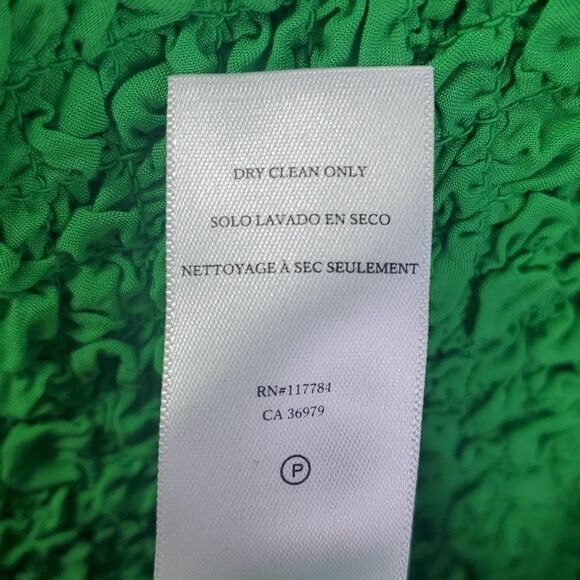 DRY CLEAN ONLY
SOLO LAVADO EN SECO
NETTOYAGE À SEC SEULEMENT
RN#117784
CA 36979
P